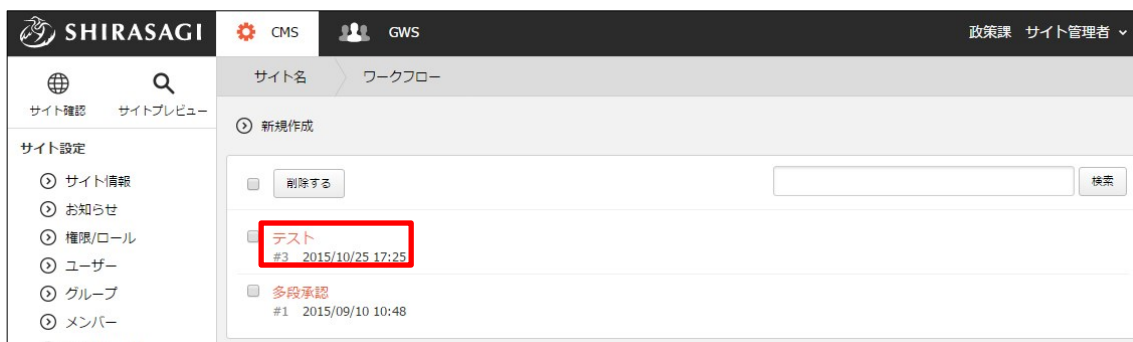 SHIRASAGI CMS GWS 政策課 サイト管理者
サイト確認 サイトプレビュー
サイト名 ワークフロー
新規作成
サイト設定
サイト情報
お知らせ
権限/ロール
ユーザー
グループ
メンバー
削除する 検索
テスト
#3 2015/10/25 17:25
多段承認
#1 2015/09/10 10:48